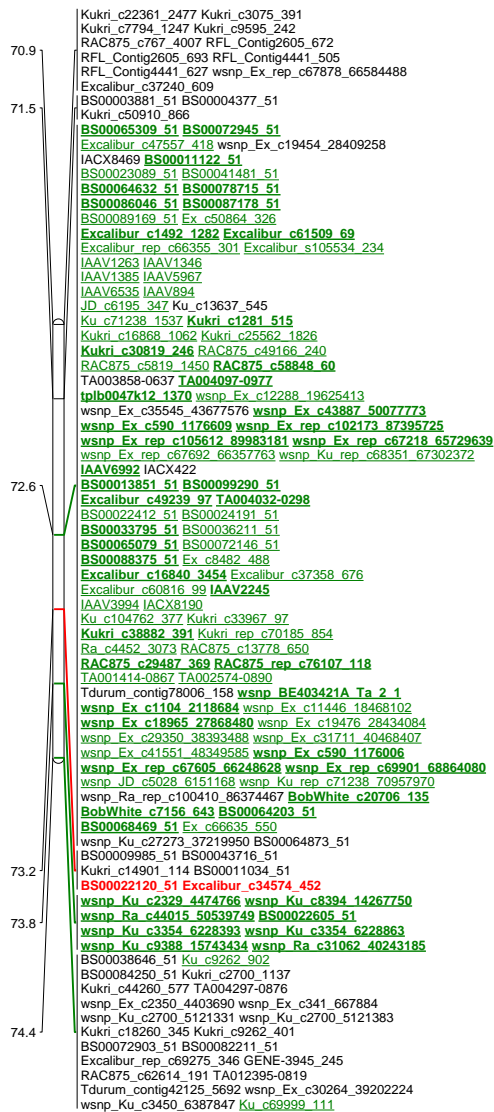 Kukri_c22361_2477 Kukri_c3075_391
Kukri_c7794_1247 Kukri_c9595_242
RAC875_c767_4007 RFL_Contig2605_672
70.9
RFL_Contig2605_693 RFL_Contig4441_505
RFL_Contig4441_627 wsnp_Ex_rep_c67878_66584488
Excalibur_c37240_609
BS00003881_51 BS00004377_51
71.5
Kukri_c50910_866
BS00065309_51 BS00072945_51
Excalibur_c47557_418 wsnp_Ex_c19454_28409258
IACX8469 BS00011122_51
BS00023089_51 BS00041481_51
BS00064632_51 BS00078715_51
BS00086046_51 BS00087178_51
BS00089169_51 Ex_c50864_326
Excalibur_c1492_1282 Excalibur_c61509_69
Excalibur_rep_c66355_301 Excalibur_s105534_234
IAAV1263 IAAV1346
IAAV1385 IAAV5967
IAAV6535 IAAV894
JD_c6195_347 Ku_c13637_545
Ku_c71238_1537 Kukri_c1281_515
Kukri_c16868_1062 Kukri_c25562_1826
Kukri_c30819_246 RAC875_c49166_240
RAC875_c5819_1450 RAC875_c58848_60
TA003858-0637 TA004097-0977
tplb0047k12_1370 wsnp_Ex_c12288_19625413
wsnp_Ex_c35545_43677576 wsnp_Ex_c43887_50077773
wsnp_Ex_c590_1176609 wsnp_Ex_rep_c102173_87395725
wsnp_Ex_rep_c105612_89983181 wsnp_Ex_rep_c67218_65729639
wsnp_Ex_rep_c67692_66357763 wsnp_Ku_rep_c68351_67302372
IAAV6992 IACX422
72.6
BS00013851_51 BS00099290_51
Excalibur_c49239_97 TA004032-0298
BS00022412_51 BS00024191_51
BS00033795_51 BS00036211_51
BS00065079_51 BS00072146_51
BS00088375_51 Ex_c8482_488
Excalibur_c16840_3454 Excalibur_c37358_676
Excalibur_c60816_99 IAAV2245
IAAV3994 IACX8190
Ku_c104762_377 Kukri_c33967_97
Kukri_c38882_391 Kukri_rep_c70185_854
Ra_c4452_3073 RAC875_c13778_650
RAC875_c29487_369 RAC875_rep_c76107_118
TA001414-0867 TA002574-0890
Tdurum_contig78006_158 wsnp_BE403421A_Ta_2_1
wsnp_Ex_c1104_2118684 wsnp_Ex_c11446_18468102
wsnp_Ex_c18965_27868480 wsnp_Ex_c19476_28434084
wsnp_Ex_c29350_38393488 wsnp_Ex_c31711_40468407
wsnp_Ex_c41551_48349585 wsnp_Ex_c590_1176006
wsnp_Ex_rep_c67605_66248628 wsnp_Ex_rep_c69901_68864080
wsnp_JD_c5028_6151168 wsnp_Ku_rep_c71238_70957970
wsnp_Ra_rep_c100410_86374467 BobWhite_c20706_135
BobWhite_c7156_643 BS00064203_51
BS00068469_51 Ex_c66635_550
wsnp_Ku_c27273_37219950 BS00064873_51
BS00009985_51 BS00043716_51
73.2
Kukri_c14901_114 BS00011034_51
BS00022120_51 Excalibur_c34574_452
wsnp_Ku_c2329_4474766 wsnp_Ku_c8394_14267750
73.8
wsnp_Ra_c44015_50539749 BS00022605_51
wsnp_Ku_c3354_6228393 wsnp_Ku_c3354_6228863
wsnp_Ku_c9388_15743434 wsnp_Ra_c31062_40243185
BS00038646_51 Ku_c9262_902
BS00084250_51 Kukri_c2700_1137
Kukri_c44260_577 TA004297-0876
wsnp_Ex_c2350_4403690 wsnp_Ex_c341_667884
wsnp_Ku_c2700_5121331 wsnp_Ku_c2700_5121383
74.4
Kukri_c18260_345 Kukri_c9262_401
BS00072903_51 BS00082211_51
Excalibur_rep_c69275_346 GENE-3945_245
RAC875_c62614_191 TA012395-0819
Tdurum_contig42125_5692 wsnp_Ex_c30264_39202224
wsnp_Ku_c3450_6387847 Ku_c69999_111